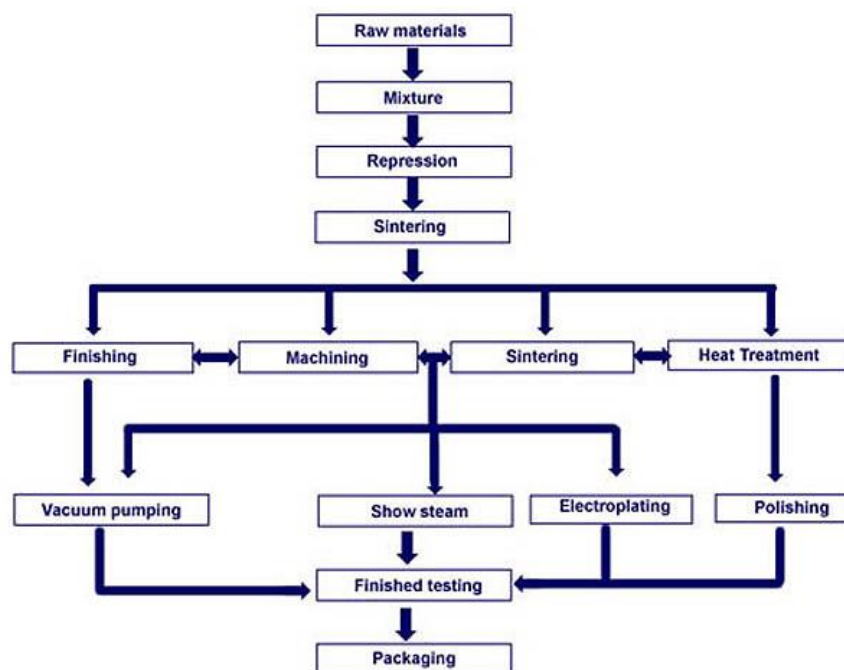 Raw materials
Mixture
Repression
Sintering
Finishing
Machining
Sintering
Heat Treatment
Vacuum pumping
Show steam
Electroplating
Polishing
Finished testing
Packaging